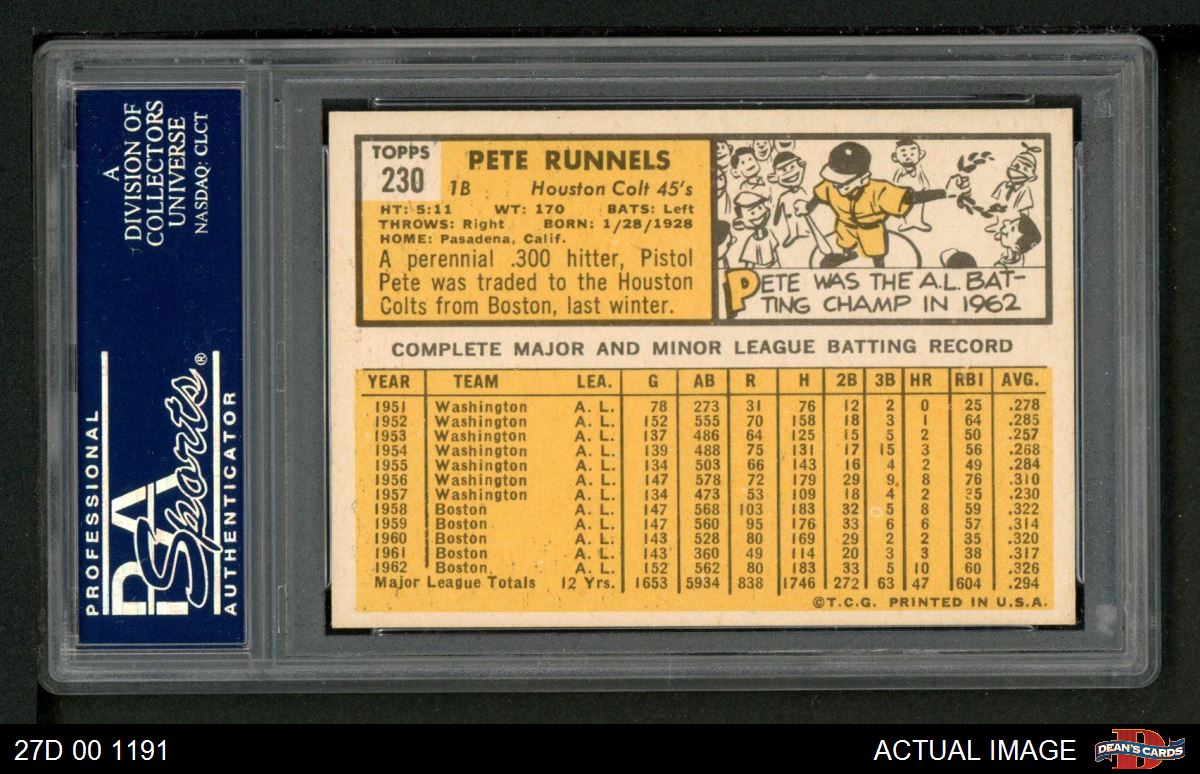 A
DIVISION OF
COLLECTORS
UNIVERSE
NASDAQ: CLCT
PROFESSIONAL
PSA
Sports®
AUTHENTICATOR
TOPPS
230
PETE RUNNELS
1B Houston Colt 45's
HT: 5:11 WT: 170 BATS: Left
THROWS: Right BORN: 1/28/1928
HOME: Pasadena, Calif.
A perennial .300 hitter, Pistol
Pete was traded to the Houston
Colts from Boston, last winter.
PETE WAS THE A.L. BAT-
TING CHAMP IN 1962
COMPLETE MAJOR AND MINOR LEAGUE BATTING RECORD
YEAR TEAM LEA. G AB R H 2B 3B HR RBI AVG.
1951 Washington A. L. 78 273 31 76 12 2 0 25 .278
1952 Washington A. L. 152 555 70 158 18 3 1 64 .285
1953 Washington A. L. 137 486 64 125 15 5 2 50 .257
1954 Washington A. L. 139 488 75 131 17 15 3 56 .268
1955 Washington A. L. 134 503 66 143 16 4 2 49 .284
1956 Washington A. L. 147 578 72 179 29 9 8 76 .310
1957 Washington A. L. 134 473 53 109 18 4 2 35 .230
1958 Boston A. L. 147 568 103 183 32 5 8 59 .322
1959 Boston A. L. 147 560 95 176 33 6 6 57 .314
1960 Boston A. L. 143 528 80 169 29 2 2 35 .320
1961 Boston A. L. 143 360 49 114 20 3 3 38 .317
1962 Boston A. L. 152 562 80 183 33 5 10 60 .326
Major League Totals 12 Yrs. 1653 5934 838 1746 272 63 47 604 .294
©T.C.G. PRINTED IN U.S.A.
27D 00 1191
ACTUAL IMAGE
DEAN'S CARDS